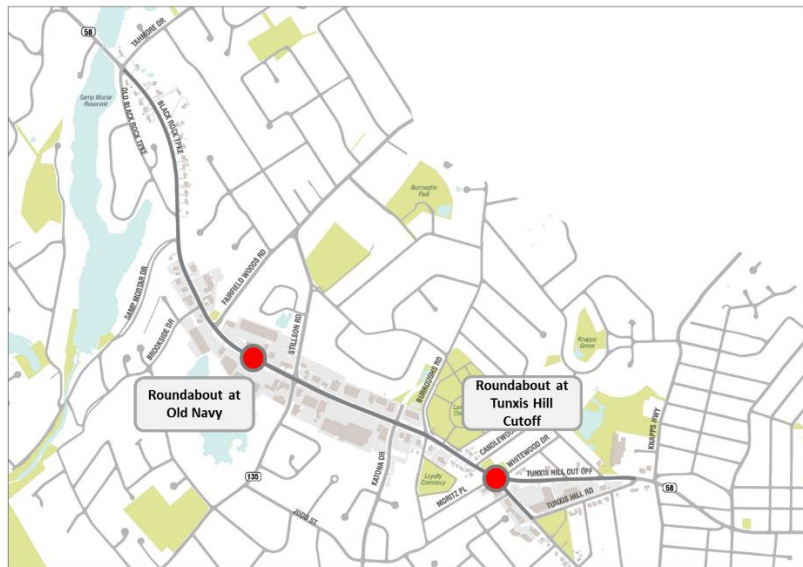 58
TAHMORE DR
Samp Mortar
Reservoir
OLD BLACK ROCK TPKE
BLACK ROCK TPKE
Burroughs
Park
FAIRFIELD WOODS RD
SAMP MORTAR DR
STILLSON RD
BROOKSIDE DR
Knapps
Green
BURROUGHS RD
Roundabout at
Old Navy
Roundabout at
Tunxis Hill
Cutoff
KNAPPS HWY
WHITEWOOD DR
KATONA DR
TUNXIS HILL CUT OFF
Loyalty
Cemetery
135
MORITZ PL
TUNXIS HILL RD
58
JUDD ST